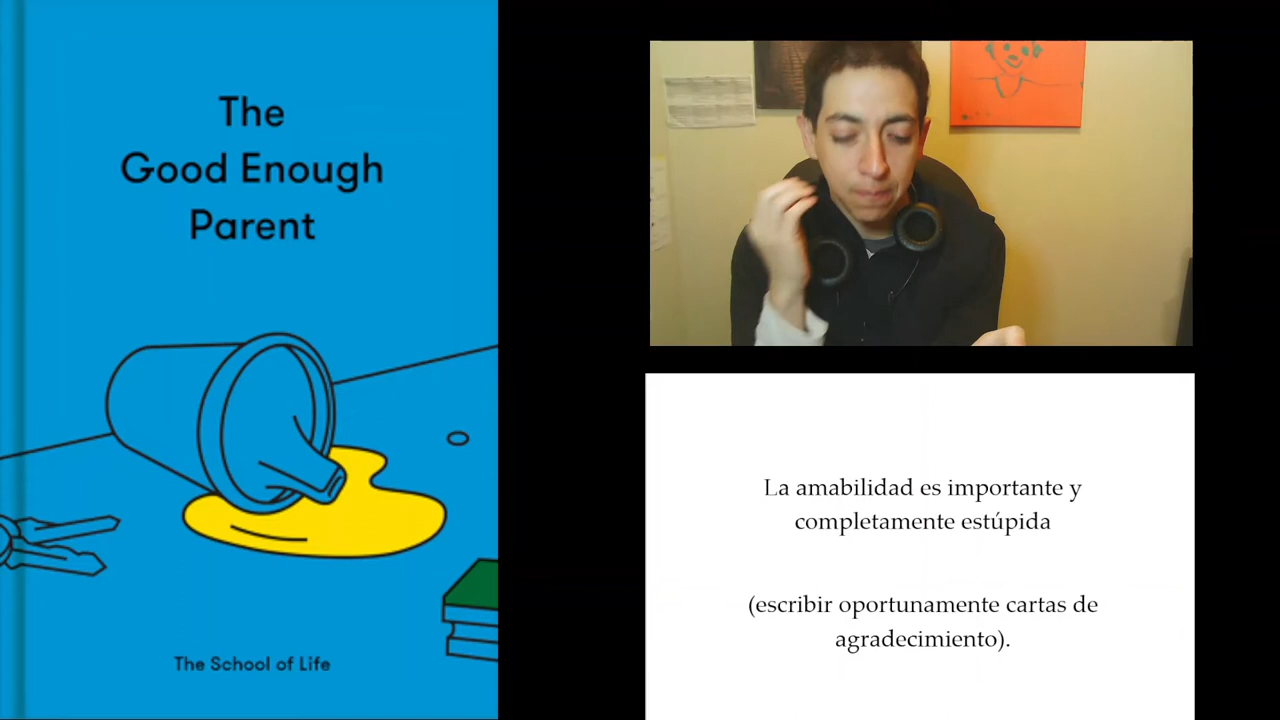 The
Good Enough
Parent
The School of Life
La amabilidad es importante y
completamente estúpida
(escribir oportunamente cartas de
agradecimiento).